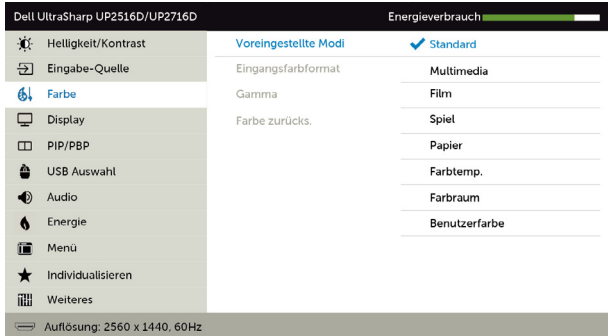 Dell UltraSharp UP2516D/UP2716D
Energieverbrauch
Helligkeit/Kontrast
Voreingestellte Modi
Standard
Eingabe-Quelle
Eingangsfarbformat
Multimedia
Farbe
Gamma
Film
Display
Farbe zurücks.
Spiel
PIP/PBP
Papier
USB Auswahl
Farbtemp.
Audio
Farbraum
Energie
Benutzerfarbe
Menü
Individualisieren
Weiteres
Auflösung: 2560 x 1440, 60Hz